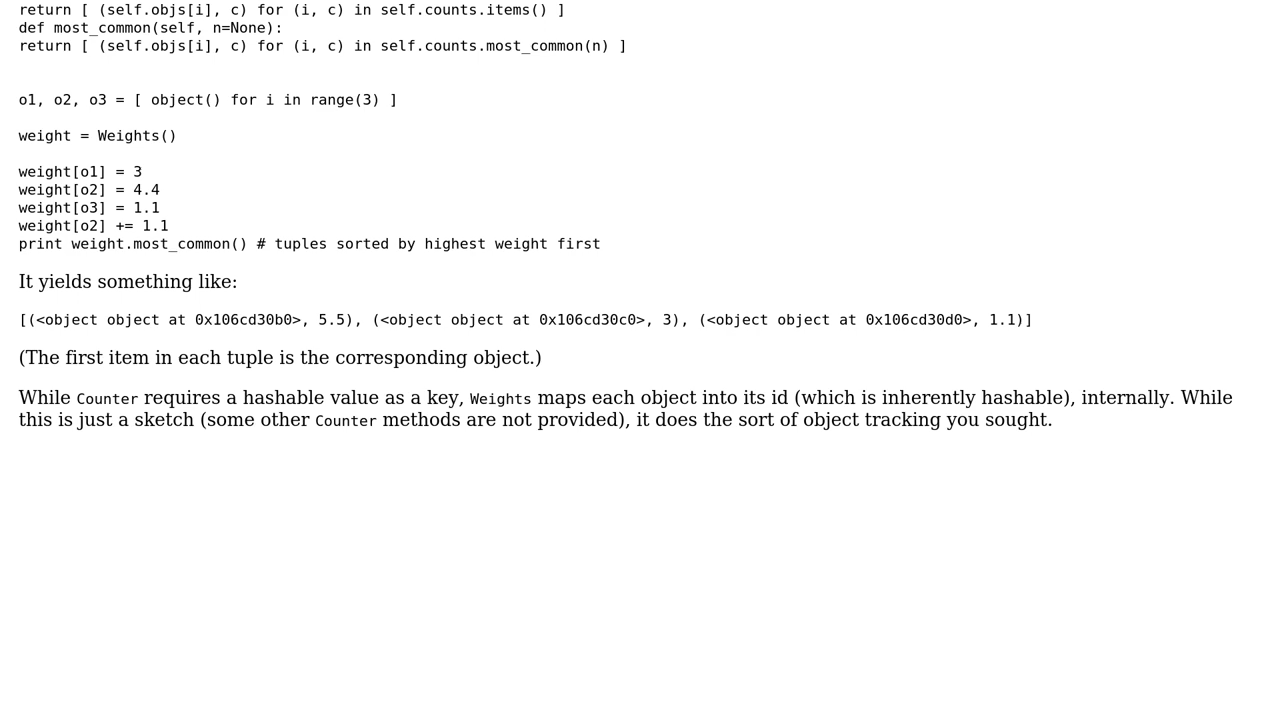 return [ (self.objs[i], c) for (i, c) in self.counts.items() ]
def most_common(self, n=None):
return [ (self.objs[i], c) for (i, c) in self.counts.most_common(n) ]
o1, o2, o3 = [ object() for i in range(3) ]
weight = Weights()
weight[o1] = 3
weight[o2] = 4.4
weight[o3] = 1.1
weight[o2] += 1.1
print weight.most_common() # tuples sorted by highest weight first
It yields something like:
[(<object object at 0x106cd30b0>, 5.5), (<object object at 0x106cd30c0>, 3), (<object object at 0x106cd30d0>, 1.1)]
(The first item in each tuple is the corresponding object.)
While Counter requires a hashable value as a key, Weights maps each object into its id (which is inherently hashable), internally. While
this is just a sketch (some other Counter methods are not provided), it does the sort of object tracking you sought.